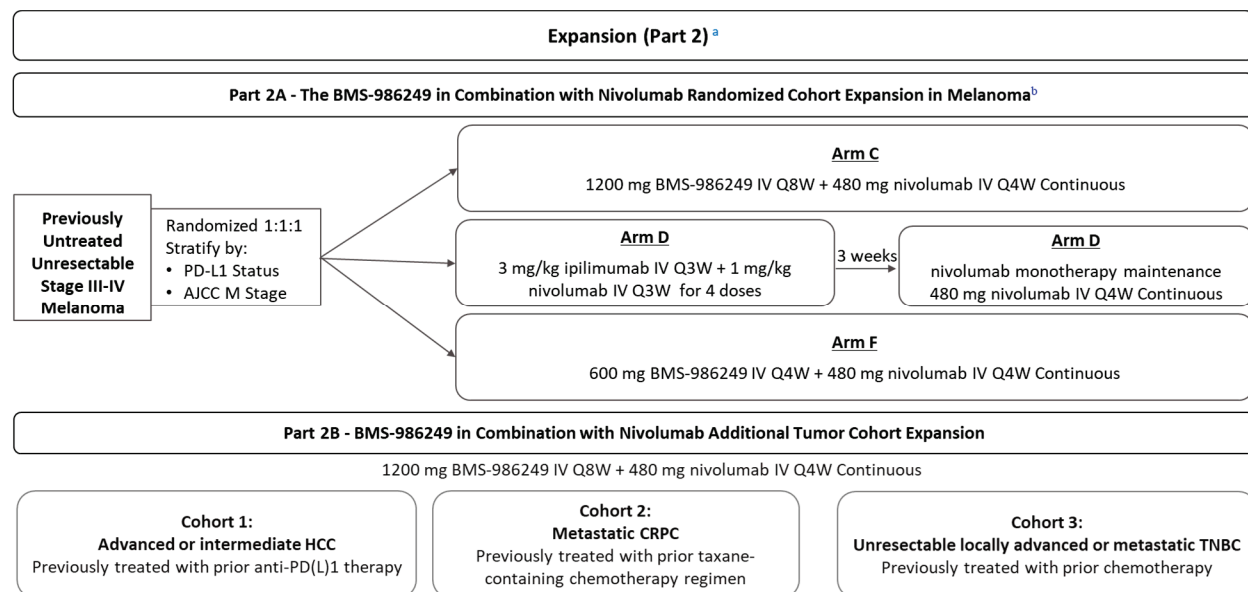 Expansion (Part 2) a
Part 2A - The BMS-986249 in Combination with Nivolumab Randomized Cohort Expansion in Melanoma b
Arm C
1200 mg BMS-986249 IV Q8W + 480 mg nivolumab IV Q4W Continuous
Previously
Untreated
Unresectable
Stage III-IV
Melanoma
Randomized 1:1:1
Stratify by:
• PD-L1 Status
• AJCC M Stage
Arm D
3 mg/kg ipilimumab IV Q3W + 1 mg/kg
nivolumab IV Q3W for 4 doses
3 weeks
Arm D
nivolumab monotherapy maintenance
480 mg nivolumab IV Q4W Continuous
Arm F
600 mg BMS-986249 IV Q4W + 480 mg nivolumab IV Q4W Continuous
Part 2B - BMS-986249 in Combination with Nivolumab Additional Tumor Cohort Expansion
1200 mg BMS-986249 IV Q8W + 480 mg nivolumab IV Q4W Continuous
Cohort 1:
Advanced or intermediate HCC
Previously treated with prior anti-PD(L)1 therapy
Cohort 2:
Metastatic CRPC
Previously treated with prior taxane-
containing chemotherapy regimen
Cohort 3:
Unresectable locally advanced or metastatic TNBC
Previously treated with prior chemotherapy